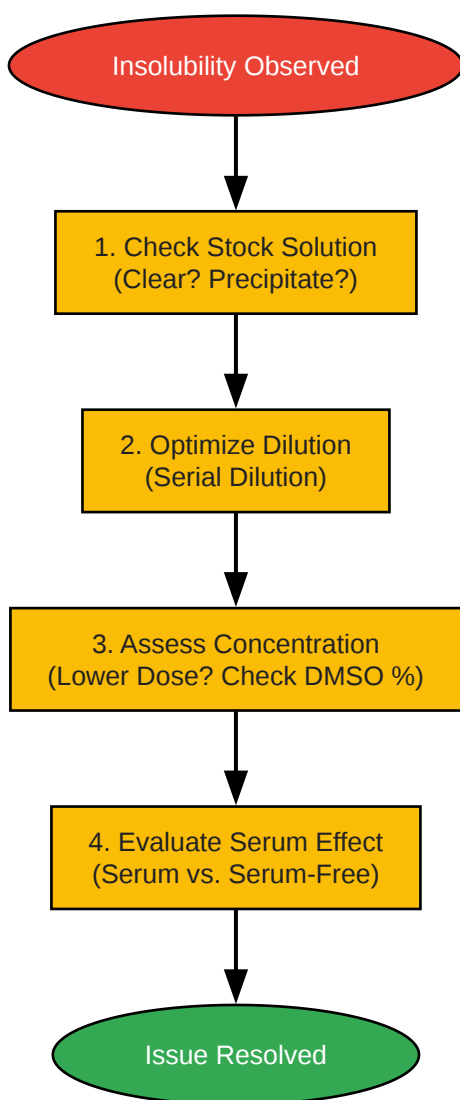 Insolubility Observed
1. Check Stock Solution
(Clear? Precipitate?)
2. Optimize Dilution
(Serial Dilution)
3. Assess Concentration
(Lower Dose? Check DMSO %)
4. Evaluate Serum Effect
(Serum vs. Serum-Free)
Issue Resolved